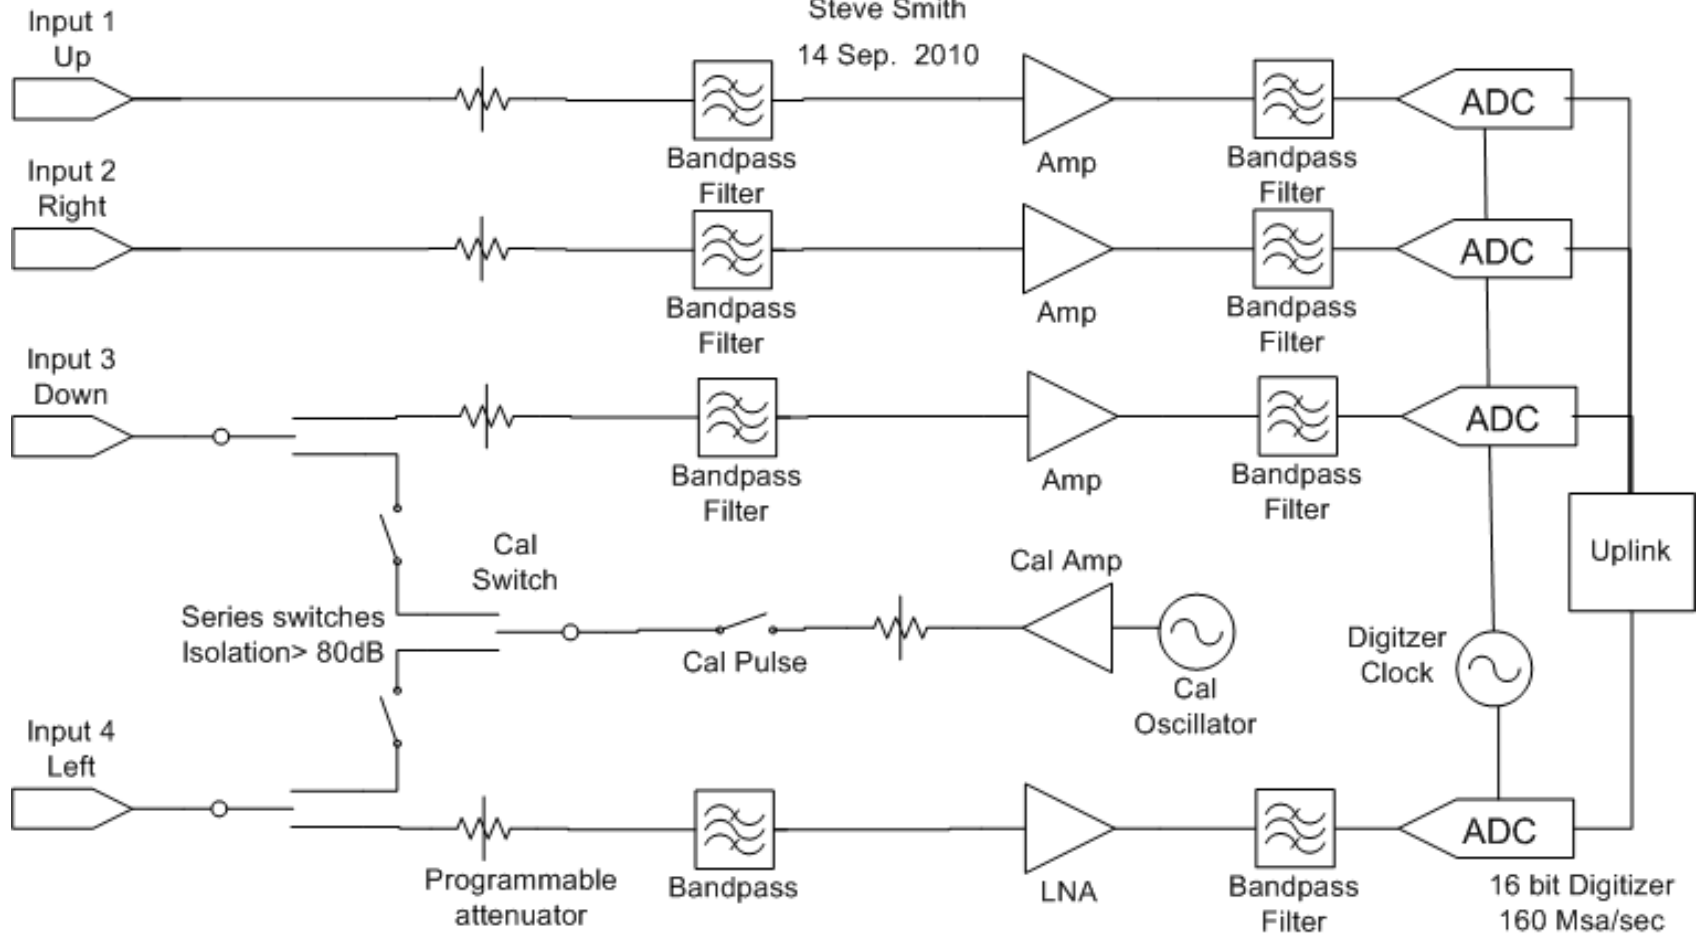 Steve Smith
14 Sep. 2010
Input 1
Up
ADC
Bandpass
Filter
Amp
Bandpass
Filter
Input 2
Right
ADC
Bandpass
Filter
Amp
Bandpass
Filter
Input 3
Down
ADC
Bandpass
Filter
Amp
Bandpass
Filter
Cal
Switch
Cal Amp
Uplink
Series switches
Isolation> 80dB
Cal Pulse
Digitzer
Clock
Cal
Oscillator
Input 4
Left
ADC
Programmable
attenuator
Bandpass
LNA
Bandpass
Filter
16 bit Digitizer
160 Msa/sec